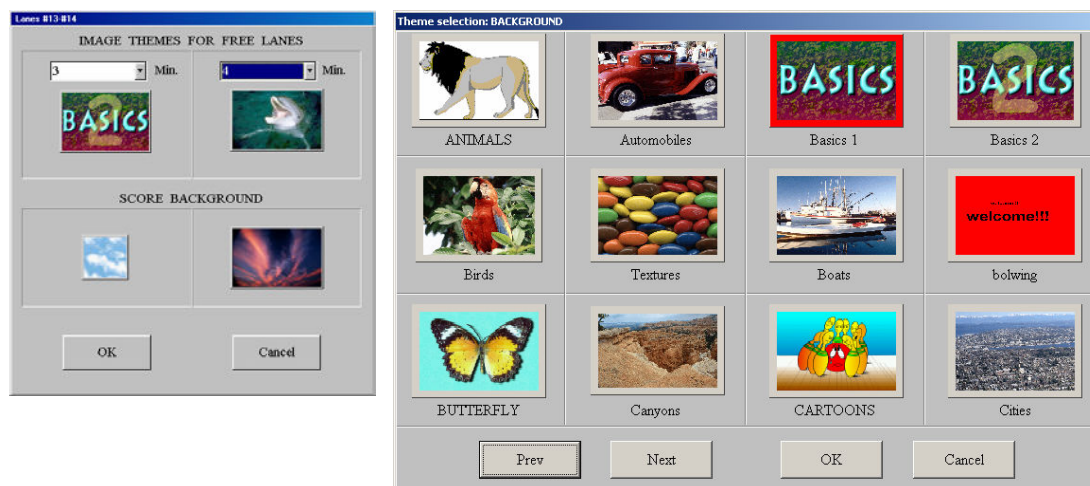 Lanes #13-#14
IMAGE THEMES FOR FREE LANES
3 Min. 4 Min.
BASICS 2
SCORE BACKGROUND
OK Cancel
Theme selection: BACKGROUND
BASICS BASICS 2
ANIMALS Automobiles Basics 1 Basics 2
welcome!!!
Birds Textures Boats bolwing
BUTTERFLY Canyons CARTOONS Cities
Prev Next OK Cancel